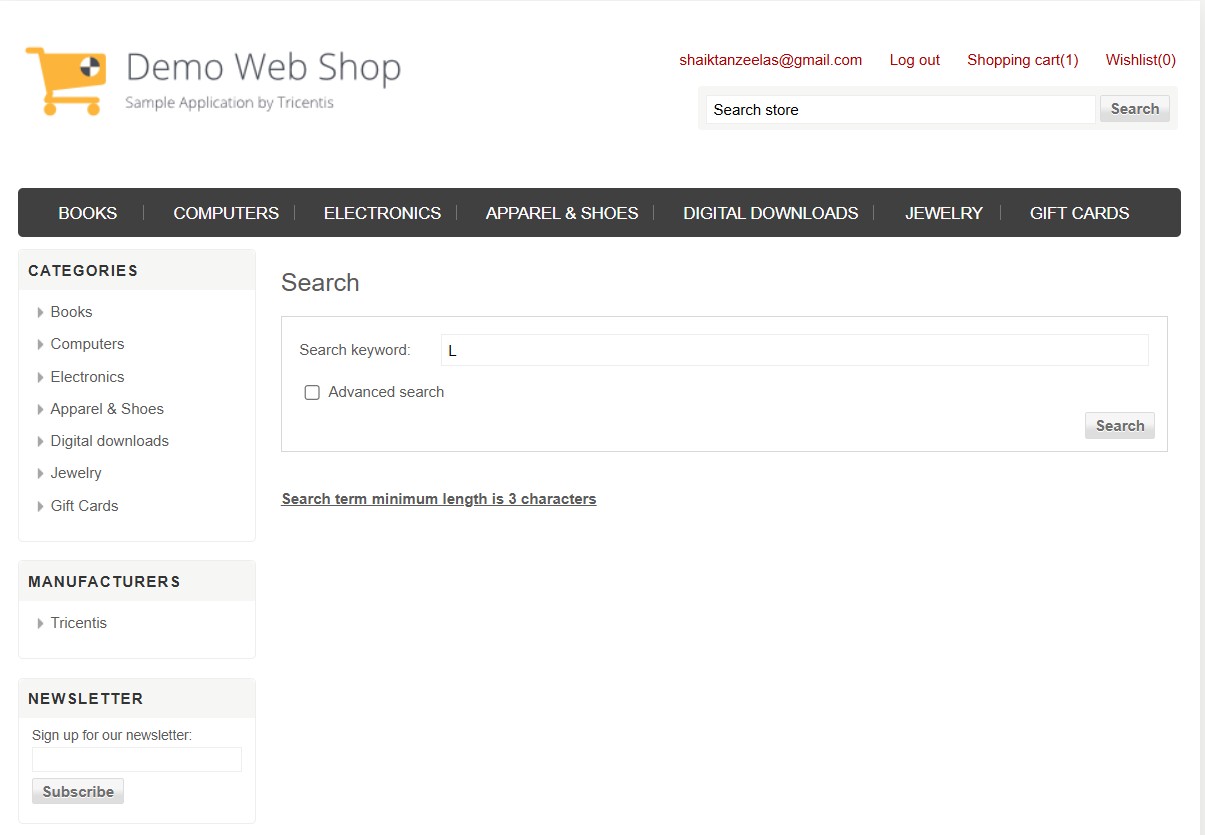 Demo Web Shop
Sample Application by Tricentis
shaiktanzeelas@gmail.com Log out Shopping cart(1) Wishlist(0)
Search store Search
BOOKS COMPUTERS ELECTRONICS APPAREL & SHOES DIGITAL DOWNLOADS JEWELRY GIFT CARDS
CATEGORIES
Books
Computers
Electronics
Apparel & Shoes
Digital downloads
Jewelry
Gift Cards
MANUFACTURERS
Tricentis
NEWSLETTER
Sign up for our newsletter:
Subscribe
Search
Search keyword: L
Advanced search
Search
Search term minimum length is 3 characters